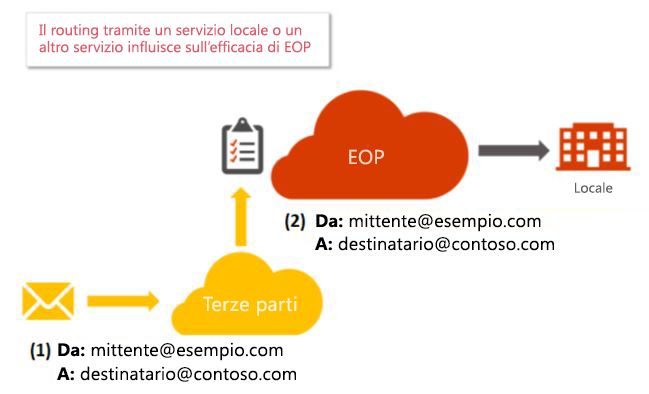 Il routing tramite un servizio locale o un
altro servizio influisce sull'efficacia di EOP
EOP
Locale
(2) Da: mittente@esempio.com
A: destinatario@contoso.com
Terze parti
(1) Da: mittente@esempio.com
A: destinatario@contoso.com